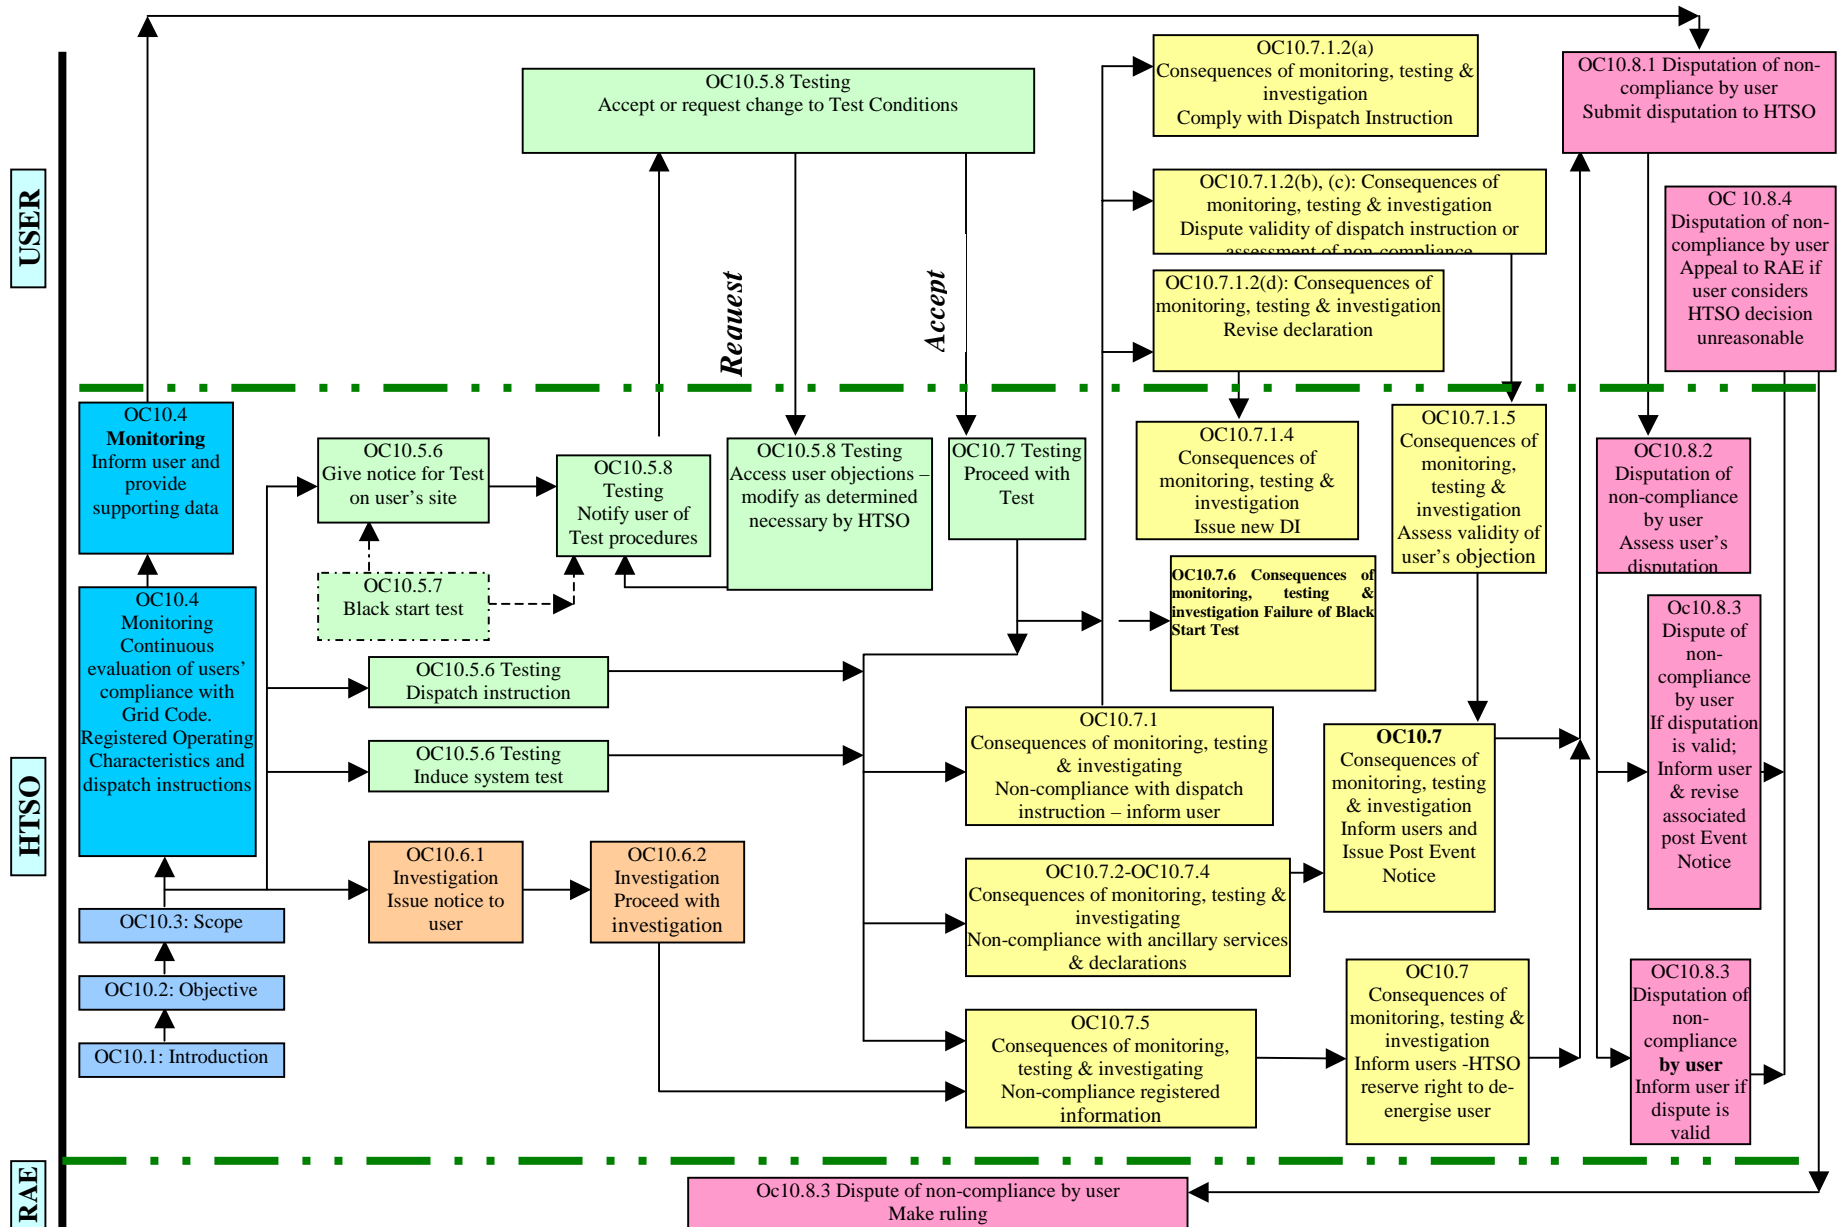 USER
HTSO
RAE
OC10.5.8 Testing
Accept or request change to Test Conditions
OC10.7.1.2(a)
Consequences of monitoring, testing &
investigation
Comply with Dispatch Instruction
OC10.8.1 Disputation of non-
compliance by user
Submit disputation to HTSO
OC10.7.1.2(b), (c): Consequences of
monitoring, testing & investigation
Dispute validity of dispatch instruction or
assessment of non-compliance
OC 10.8.4
Disputation of non-
compliance by user
Appeal to RAE if
user considers
HTSO decision
unreasonable
OC10.7.1.2(d): Consequences of
monitoring, testing & investigation
Revise declaration
Request
Accept
OC10.4
Monitoring
Inform user and
provide
supporting data
OC10.5.6
Give notice for Test
on user's site
OC10.5.8
Testing
Notify user of
Test procedures
OC10.5.8 Testing
Access user objections –
modify as determined
necessary by HTSO
OC10.7 Testing
Proceed with
Test
OC10.7.1.4
Consequences of
monitoring, testing &
investigation
Issue new DI
OC10.7.1.5
Consequences of
monitoring,
testing &
investigation
Assess validity of
user's objection
OC10.8.2
Disputation of
non-compliance
by user
Assess user's
disputation
OC10.5.7
Black start test
OC10.7.6 Consequences of
monitoring, testing &
investigation Failure of Black
Start Test
OC10.4
Monitoring
Continuous
evaluation of users'
compliance with
Grid Code.
Registered Operating
Characteristics and
dispatch instructions
Oc10.8.3
Dispute of
non-
compliance
by user
If disputation
is valid;
Inform user
& revise
associated
post Event
Notice
OC10.5.6 Testing
Dispatch instruction
OC10.5.6 Testing
Induce system test
OC10.7.1
Consequences of monitoring, testing
& investigating
Non-compliance with dispatch
instruction – inform user
OC10.7
Consequences of
monitoring, testing
& investigation
Inform users and
Issue Post Event
Notice
OC10.6.1
Investigation
Issue notice to
user
OC10.6.2
Investigation
Proceed with
investigation
OC10.7.2-OC10.7.4
Consequences of monitoring, testing &
investigating
Non-compliance with ancillary services
& declarations
OC10.3: Scope
OC10.2: Objective
OC10.1: Introduction
OC10.7.5
Consequences of monitoring,
testing & investigating
Non-compliance registered
information
OC10.7
Consequences of
monitoring, testing &
investigation
Inform users -HTSO
reserve right to de-
energise user
OC10.8.3
Disputation of
non-
compliance
by user
Inform user if
dispute is
valid
Oc10.8.3 Dispute of non-compliance by user
Make ruling